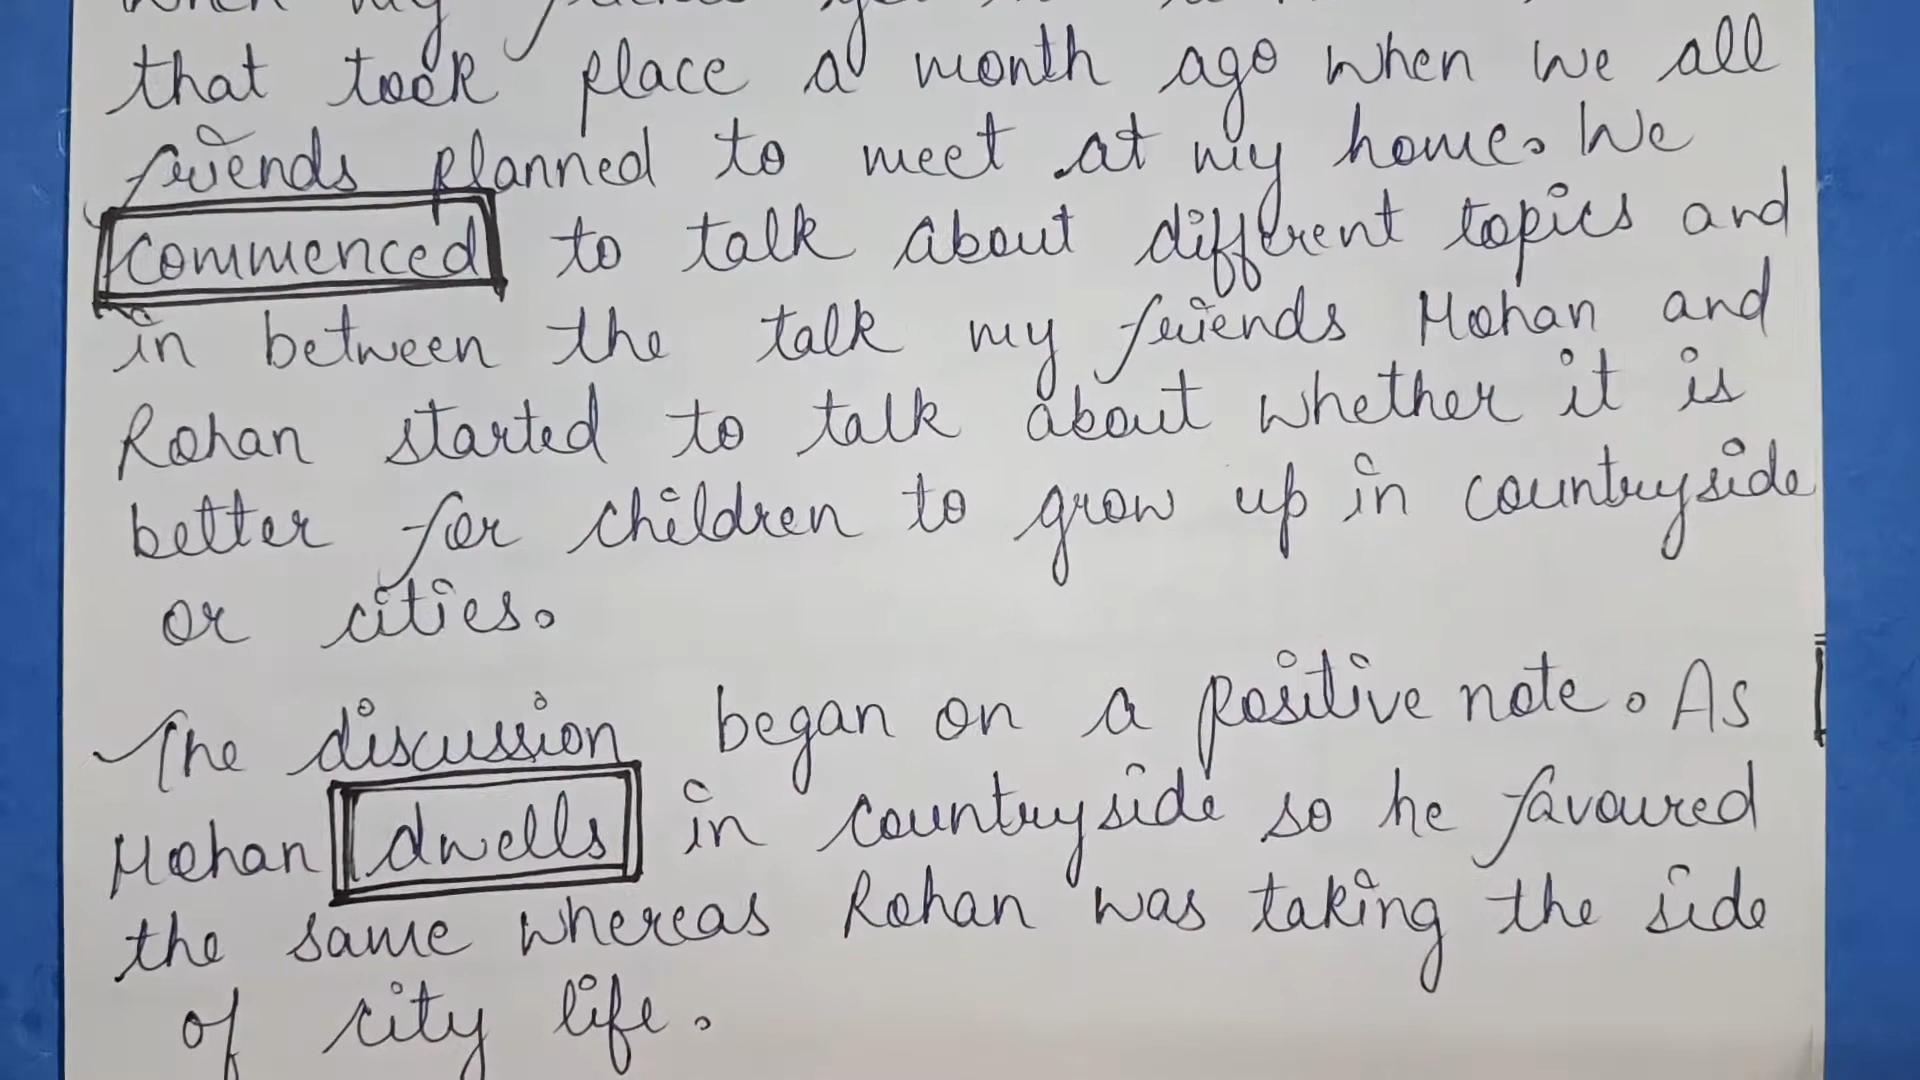 when my
that took place a month ago when we all
friends planned to meet at my home. We
commenced to talk about different topics and
in between the talk my friends Mohan and
Rohan started to talk about whether it is
better for children to grow up in countryside
or cities.
The discussion began on a positive note. As
Mohan dwells in countryside so he favoured
the same whereas Rohan was taking the side
of city life.